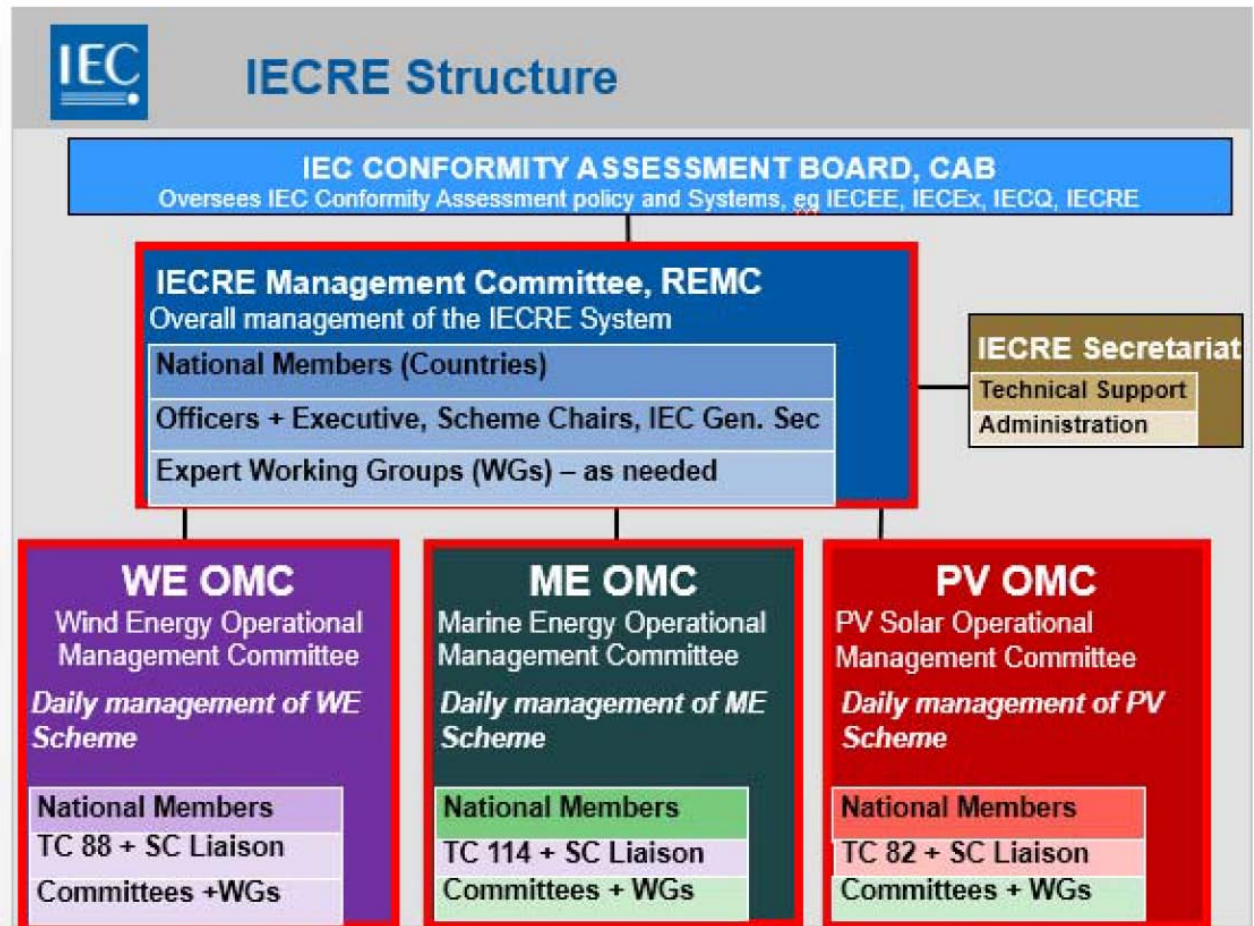 IEC
IECRE Structure
IEC CONFORMITY ASSESSMENT BOARD, CAB
Oversees IEC Conformity Assessment policy and Systems, eg IECEE, IECEx, IECQ, IECRE
IECRE Management Committee, REMC
Overall management of the IECRE System
National Members (Countries)
Officers + Executive, Scheme Chairs, IEC Gen. Sec
Expert Working Groups (WGs) – as needed
IECRE Secretariat
Technical Support
Administration
WE OMC
Wind Energy Operational
Management Committee
Daily management of WE
Scheme
National Members
TC 88 + SC Liaison
Committees +WGs
ME OMC
Marine Energy Operational
Management Committee
Daily management of ME
Scheme
National Members
TC 114 + SC Liaison
Committees + WGs
PV OMC
PV Solar Operational
Management Committee
Daily management of PV
Scheme
National Members
TC 82 + SC Liaison
Committees + WGs